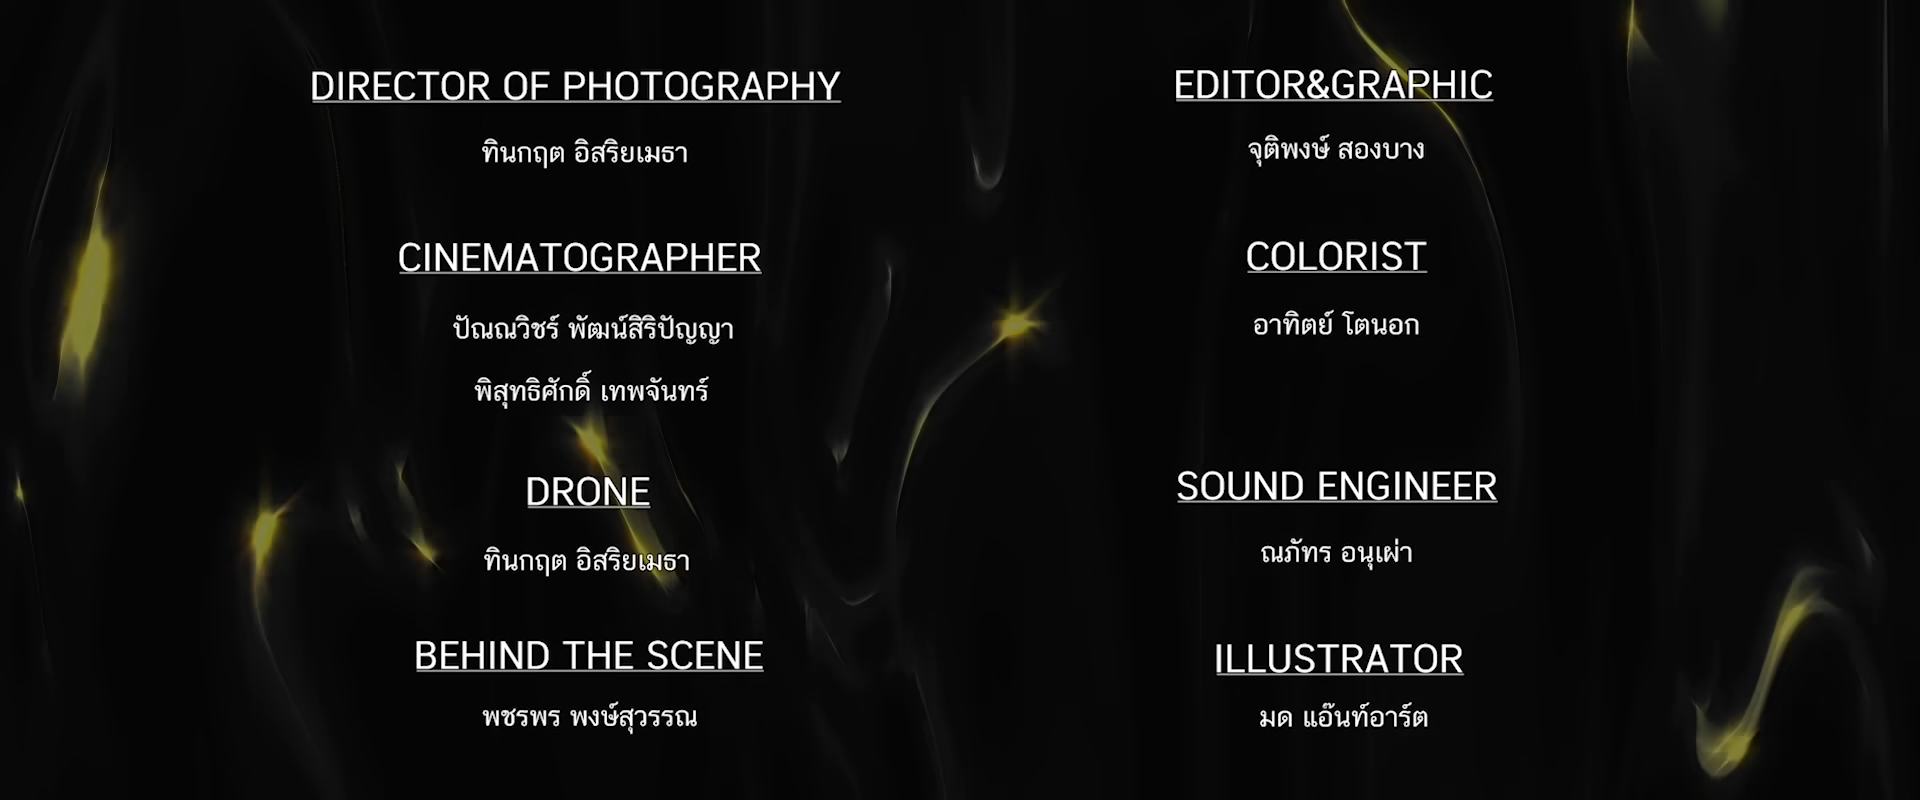 DIRECTOR OF PHOTOGRAPHY
ทินกฤต อิสริยเมธา
CINEMATOGRAPHER
ปัณณวิชร์ พัฒน์สิริปัญญา
พิสุทธิศักดิ์ เทพจันทร์
DRONE
ทินกฤต อิสริยเมธา
BEHIND THE SCENE
พชรพร พงษ์สุวรรณ
EDITOR&GRAPHIC
จุติพงษ์ สองบาง
COLORIST
อาทิตย์ โตนอก
SOUND ENGINEER
ณภัทร อนุเผ่า
ILLUSTRATOR
มด แอ๊นท์อาร์ต